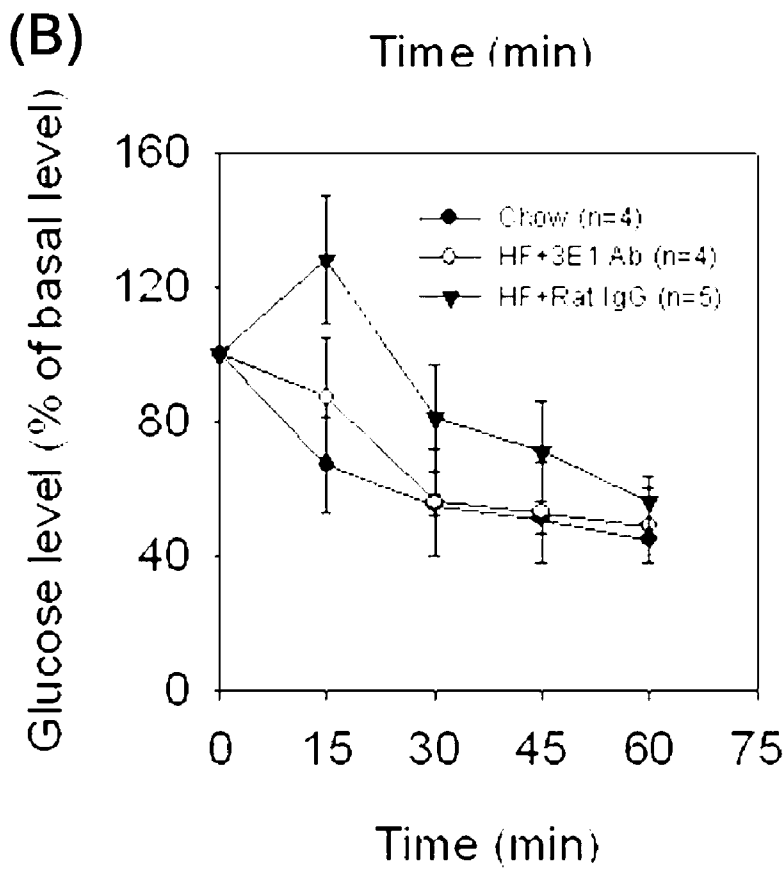 (B)
Time (min)
Glucose level (% of basal level)
160
120
80
40
0
Chow (n=4)
HF+3E1 Ab (n=4)
HF+Rat IgG (n=5)
0 15 30 45 60 75
Time (min)